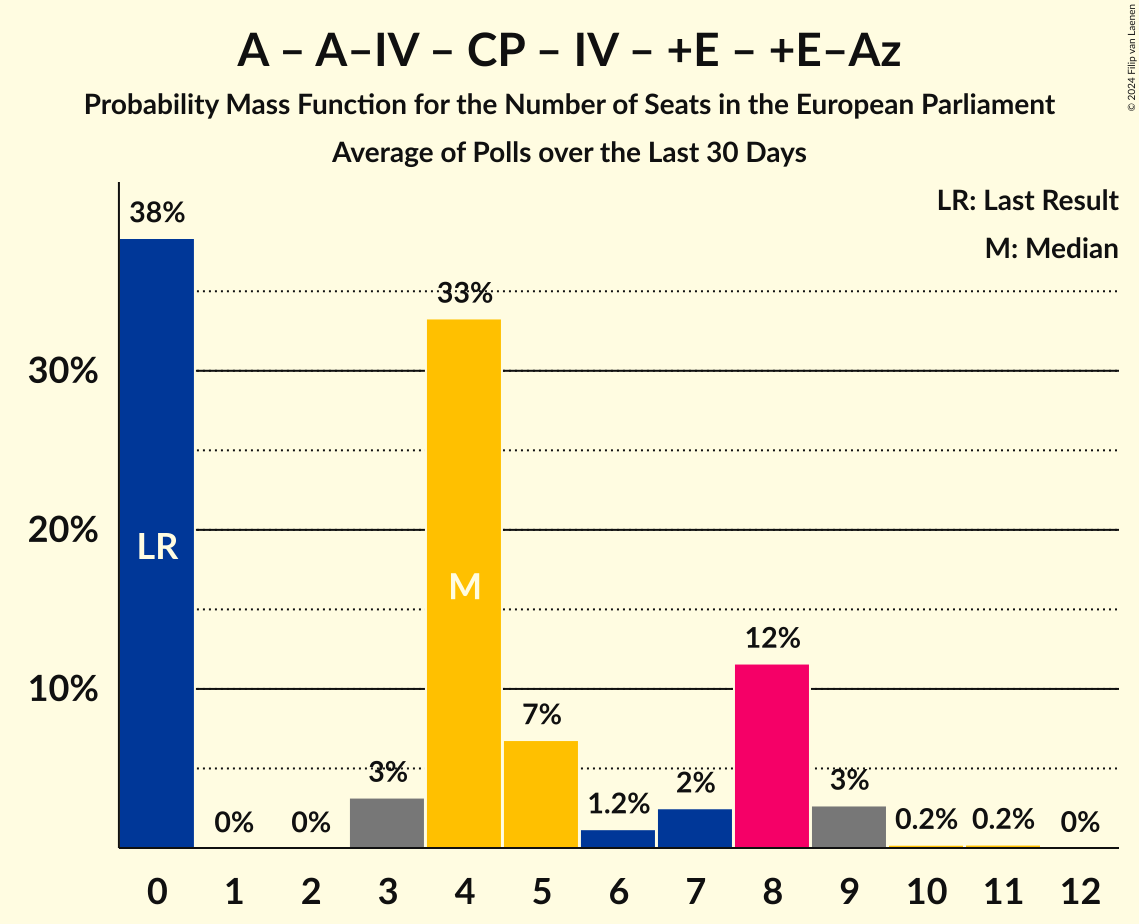 A – A–IV – CP – IV – +E – +E–Az
Probability Mass Function for the Number of Seats in the European Parliament
Average of Polls over the Last 30 Days
© 2024 Filip van Laenen
LR: Last Result
M: Median
38%
33%
30%
20%
LR
M
12%
10%
7%
3%
2%
3%
1.2%
0%
0%
0.2%
0.2%
0%
0 1 2 3 4 5 6 7 8 9 10 11 12